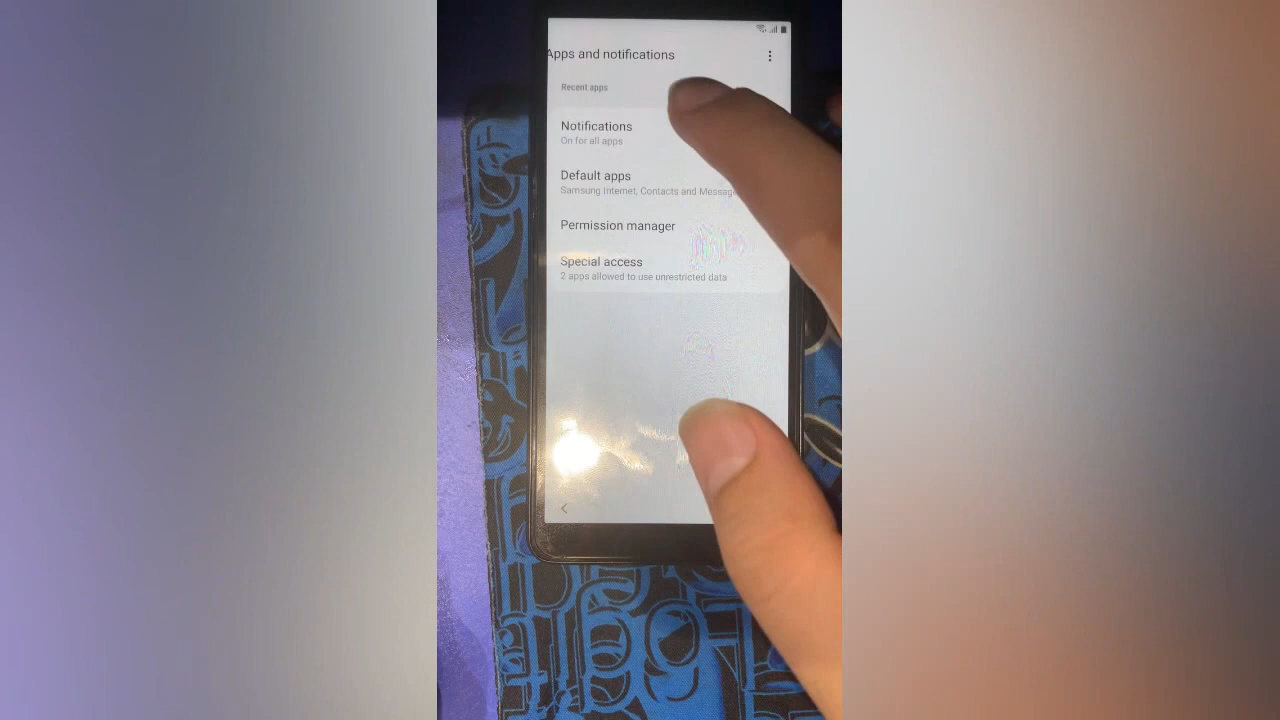 Apps and notifications
Recent apps
Notifications
On for all apps
Default apps
Samsung Internet, Contacts and
Permission manager
Special access
2 apps allowed to use unrestricted data